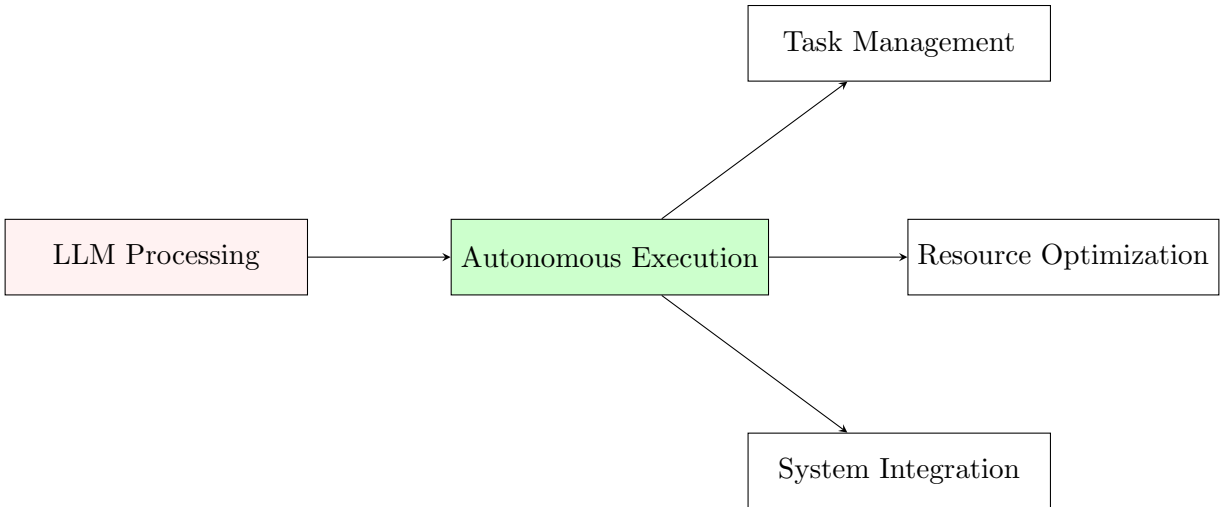 Task Management
LLM Processing
Autonomous Execution
Resource Optimization
System Integration